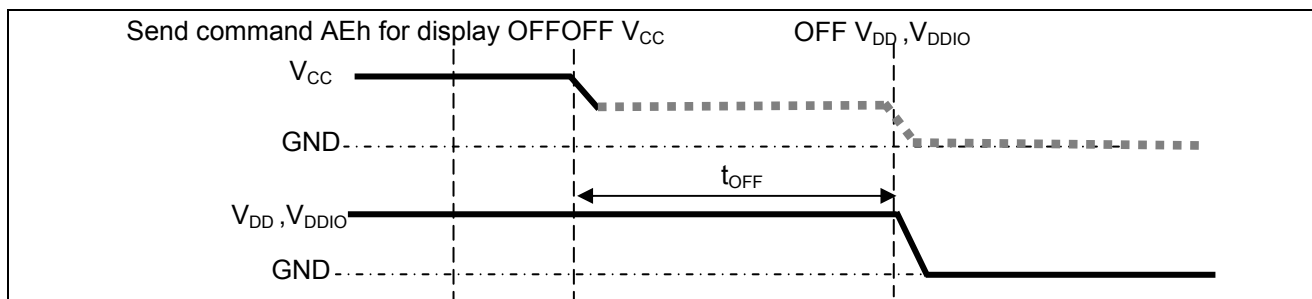 Send command AEh for display OFFOFF VCC
OFF VDD ,VDDIO
VCC
GND
tOFF
VDD ,VDDIO
GND